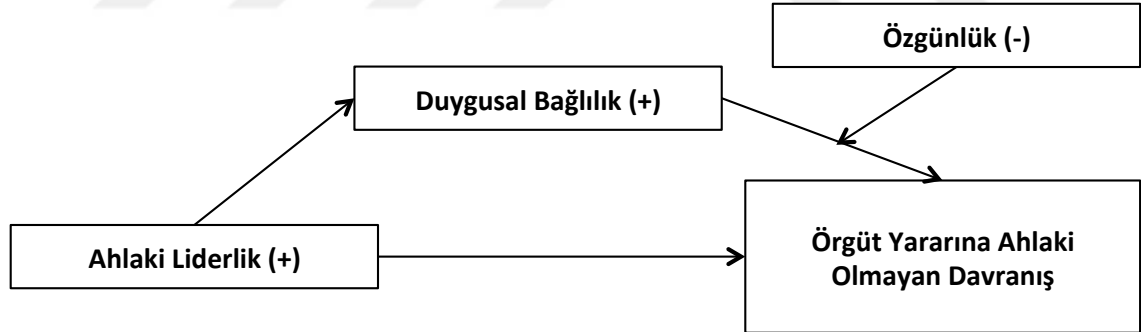 Özgünlük (-)
Duygusal Bağlılık (+)
Ahlaki Liderlik (+)
Örgüt Yararına Ahlaki
Olmayan Davranış